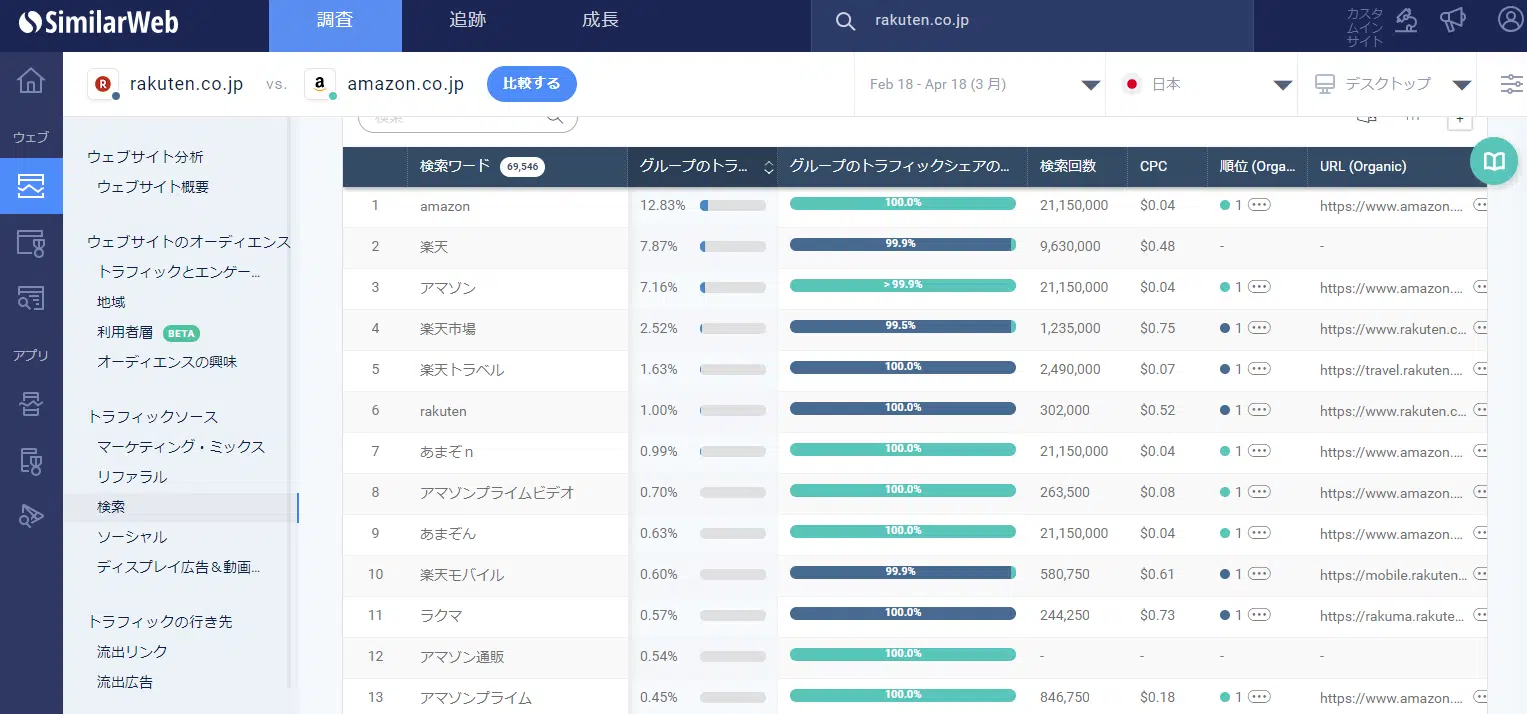 SimilarWeb 調査 追跡 成長 rakuten.co.jp カスタムインサイト
rakuten.co.jp vs. amazon.co.jp 比較する Feb 18 - Apr 18 (3 月) 日本 デスクトップ
ウェブ
アプリ
ウェブサイト分析
ウェブサイト概要
ウェブサイトのオーディエンス
トラフィックとエンゲー...
地域
利用者層 BETA
オーディエンスの興味
トラフィックソース
マーケティング・ミックス
リファラル
検索
ソーシャル
ディスプレイ広告＆動画...
トラフィックの行き先
流出リンク
流出広告
検索
検索ワード 69,546 グループのトラ... グループのトラフィックシェアの... 検索回数 CPC 順位 (Orga... URL (Organic)
1 amazon 12.83% 100.0% 21,150,000 $0.04 1 https://www.amazon....
2 楽天 7.87% 99.9% 9,630,000 $0.48 - -
3 アマゾン 7.16% > 99.9% 21,150,000 $0.04 1 https://www.amazon....
4 楽天市場 2.52% 99.5% 1,235,000 $0.75 1 https://www.rakuten.c...
5 楽天トラベル 1.63% 100.0% 2,490,000 $0.07 1 https://travel.rakuten....
6 rakuten 1.00% 100.0% 302,000 $0.52 1 https://www.rakuten.c...
7 あまぞｎ 0.99% 100.0% 21,150,000 $0.04 1 https://www.amazon....
8 アマゾンプライムビデオ 0.70% 100.0% 263,500 $0.08 1 https://www.amazon....
9 あまぞん 0.63% 100.0% 21,150,000 $0.04 1 https://www.amazon....
10 楽天モバイル 0.60% 99.9% 580,750 $0.61 1 https://mobile.rakuten...
11 ラクマ 0.57% 100.0% 244,250 $0.73 1 https://rakuma.rakute...
12 アマゾン通販 0.54% 100.0% - - - -
13 アマゾンプライム 0.45% 100.0% 846,750 $0.18 1 https://www.amazon....